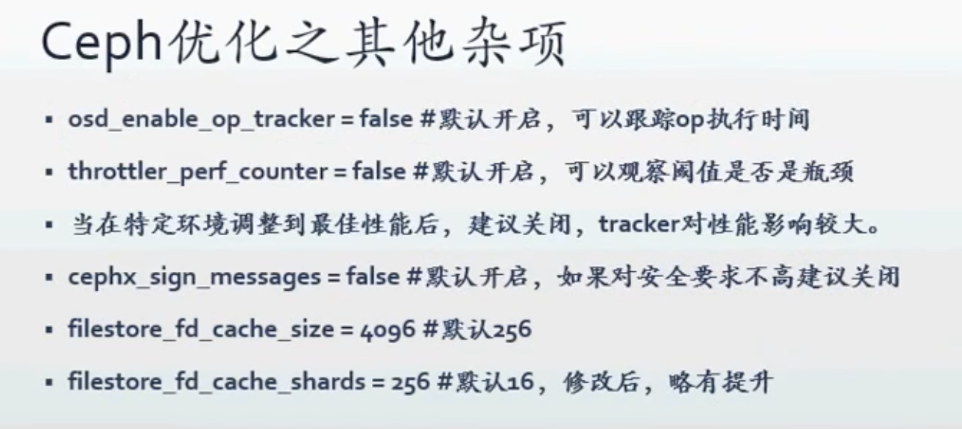 Ceph优化之其他杂项
▪ osd_enable_op_tracker = false #默认开启，可以跟踪op执行时间
▪ throttler_perf_counter = false #默认开启，可以观察阈值是否是瓶颈
▪ 当在特定环境调整到最佳性能后，建议关闭，tracker对性能影响较大。
▪ cephx_sign_messages = false #默认开启，如果对安全要求不高建议关闭
▪ filestore_fd_cache_size = 4096 #默认256
▪ filestore_fd_cache_shards = 256 #默认16，修改后，略有提升